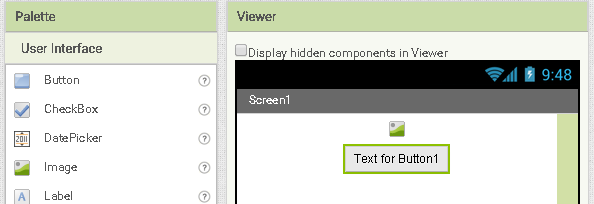 Palette
Viewer
User Interface
Display hidden components in Viewer
Button ?
CheckBox ?
2011 DatePicker ?
Image ?
A Label ?
9:48
Screen1
Text for Button1